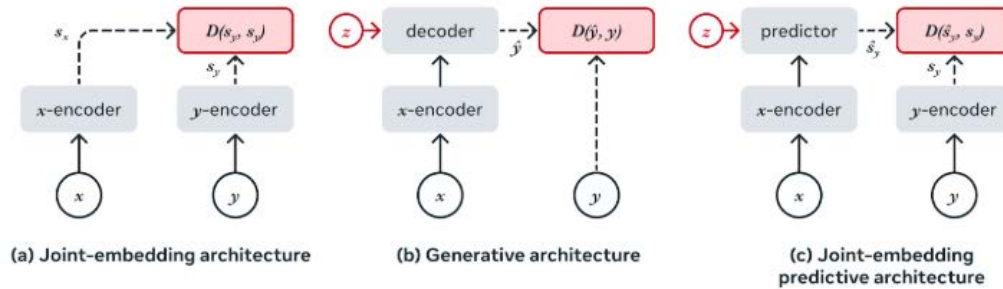 s_x
D(s_y, s_y)
s_y
x-encoder
y-encoder
x
y
(a) Joint-embedding architecture
z
decoder
ŷ
D(ŷ, y)
x-encoder
x
y
(b) Generative architecture
z
predictor
ŝ_y
D(ŝ_y, s_y)
s_y
x-encoder
y-encoder
x
y
(c) Joint-embedding
predictive architecture